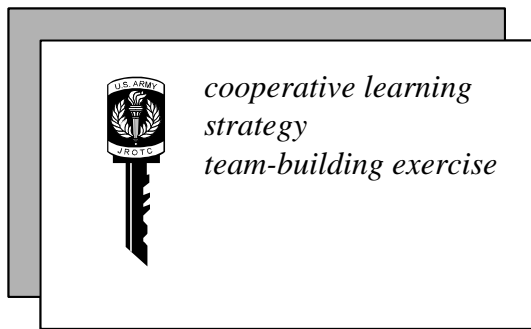 U.S. ARMY
JROTC
cooperative learning
strategy
team-building exercise